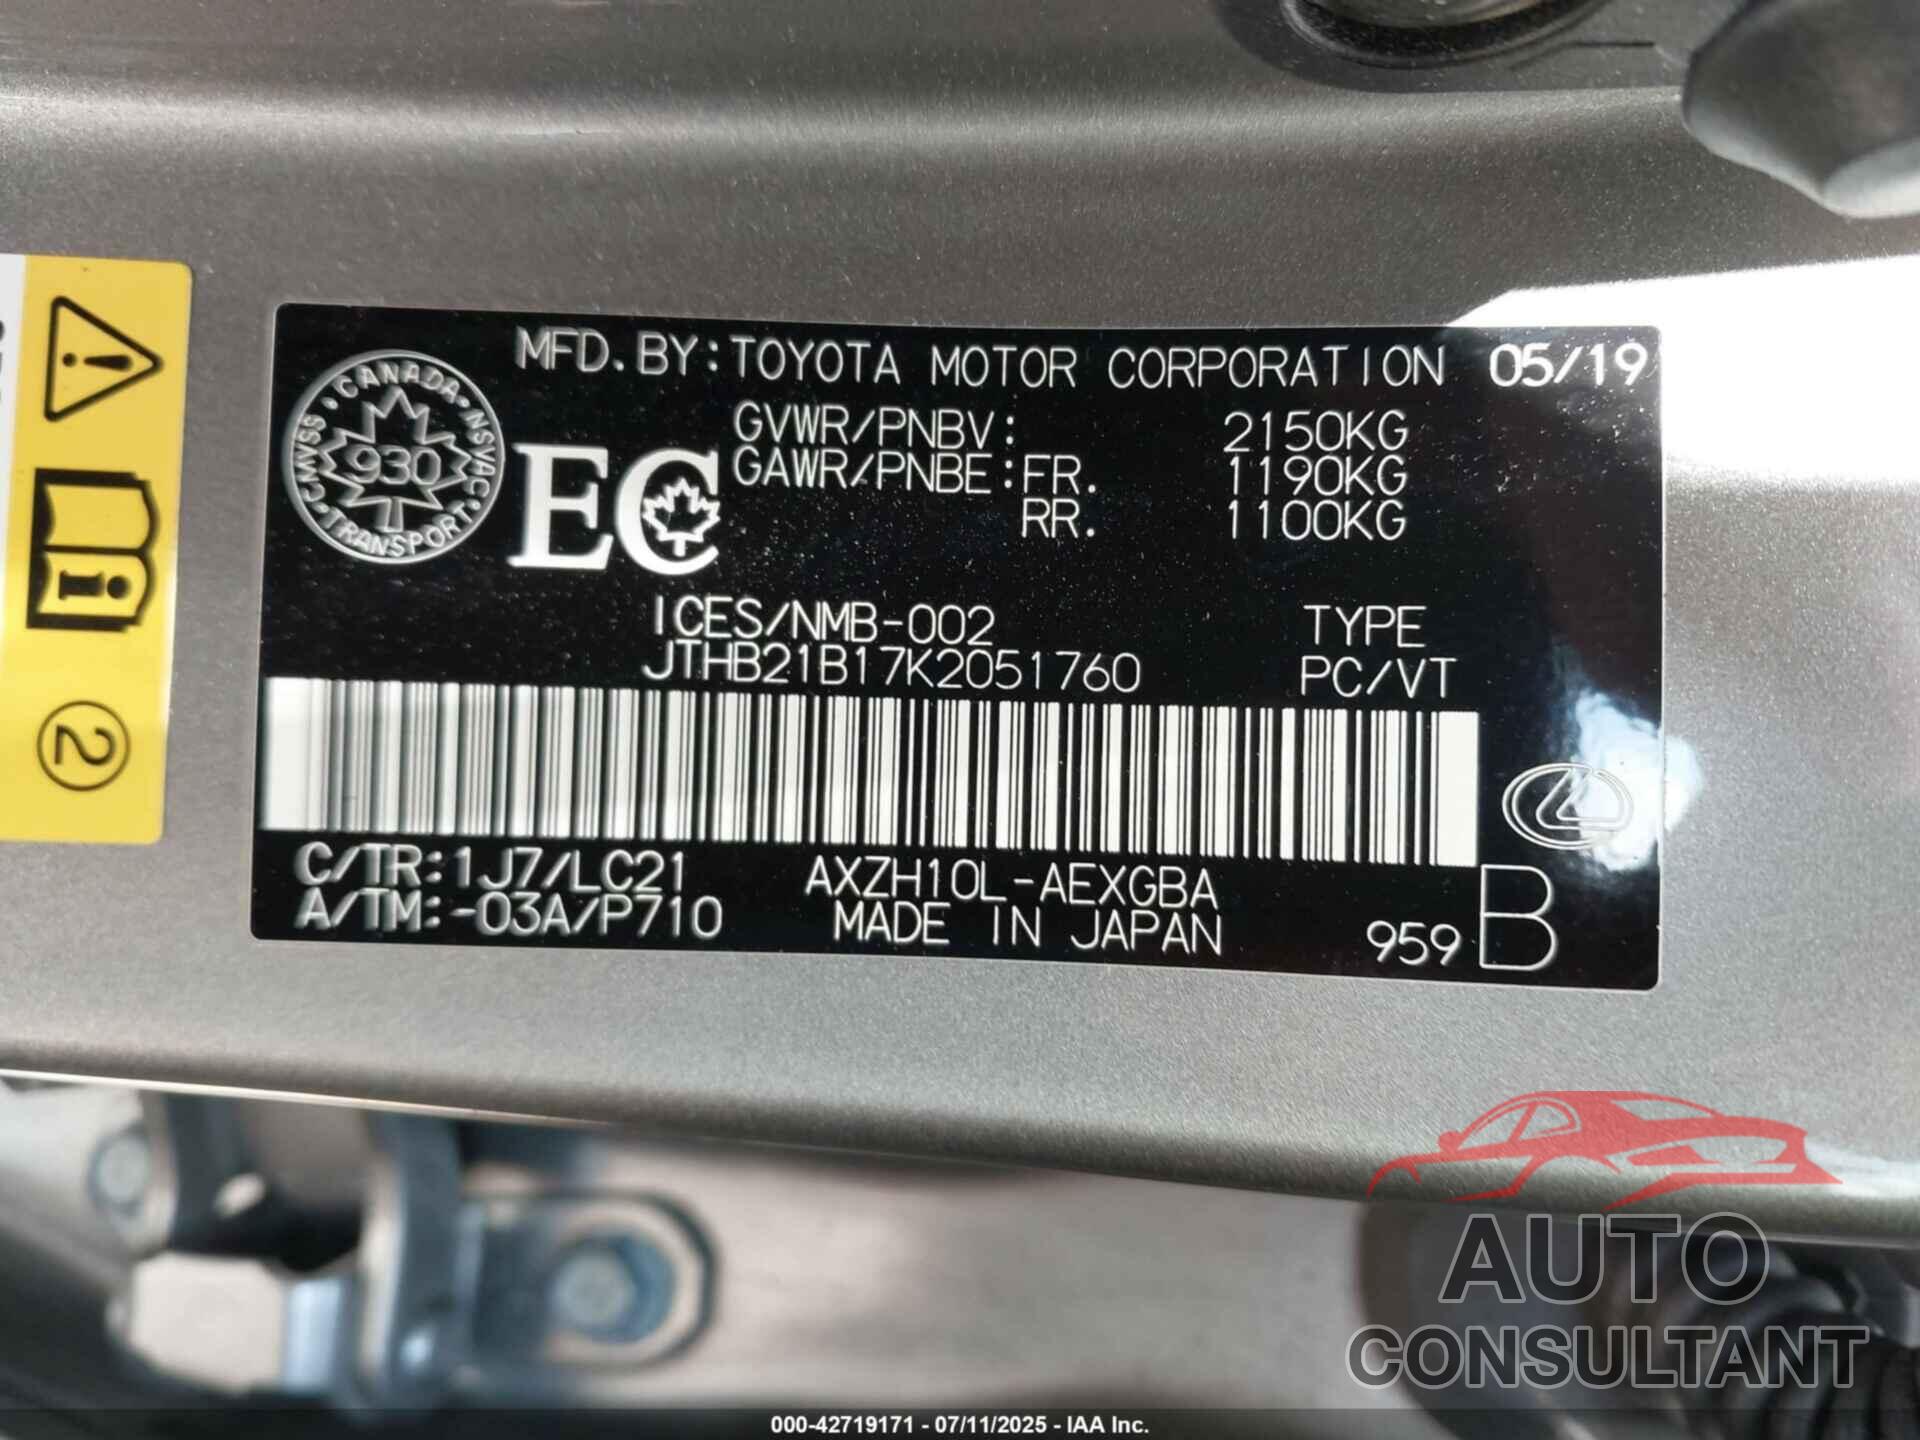 MFD.BY:TOYOTA MOTOR CORPORATION 05/19
GVWR/PNBV: 2150KG
GAWR/PNBE:FR. 1190KG
RR. 1100KG
CANADA·NSVAC·TRANSPORT·CMVSS·
930
EC
ICES/NMB-002 TYPE
JTHB21B17K2051760 PC/VT
C/TR:1J7/LC21 AXZH10L-AEXGBA
A/TM:-03A/P710 MADE IN JAPAN 959 B
2
AUTO
CONSULTANT
000-42719171 - 07/11/2025 - IAA Inc.